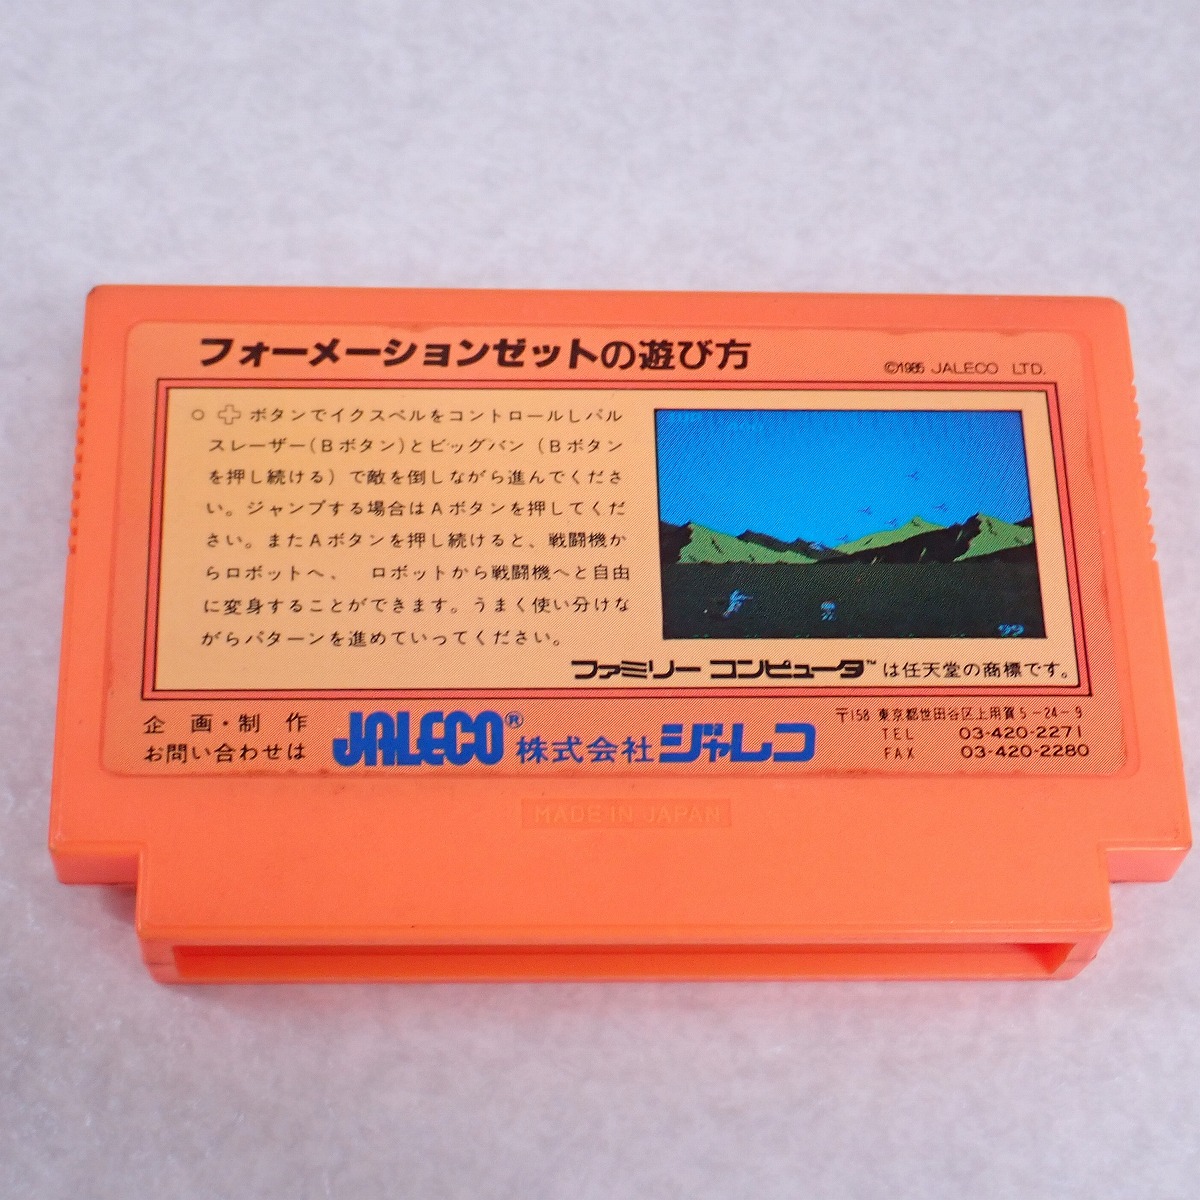 フォーメーションゼットの遊び方
©1985 JALECO LTD.
○ ボタンでイクスペルをコントロールしパル
スレーザー(Bボタン)とビッグバン(Bボタン
を押し続ける)で敵を倒しながら進んでくださ
い。ジャンプする場合はAボタンを押してくだ
さい。またAボタンを押し続けると、戦闘機か
らロボットへ、 ロボットから戦闘機へと自由
に変身することができます。うまく使い分けな
がらパターンを進めていってください。
99
ファミリー コンピュータ™は任天堂の商標です。
企 画・制 作
お問い合わせは
JALECO® 株式会社ジャレコ
〒158 東京都世田谷区上用賀5-24-9
TEL 03-420-2271
FAX 03-420-2280
MADE IN JAPAN